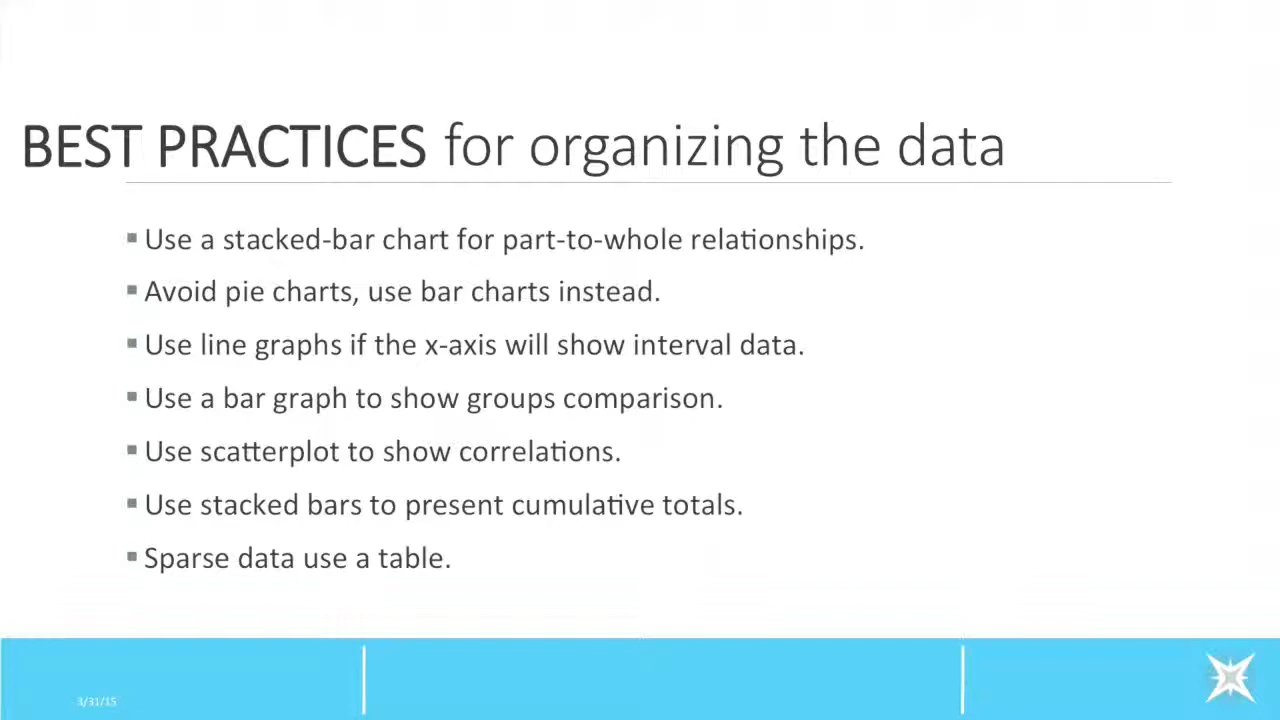 BEST PRACTICES for organizing the data
Use a stacked-bar chart for part-to-whole relationships.
Avoid pie charts, use bar charts instead.
Use line graphs if the x-axis will show interval data.
Use a bar graph to show groups comparison.
Use scatterplot to show correlations.
Use stacked bars to present cumulative totals.
Sparse data use a table.
3/31/15